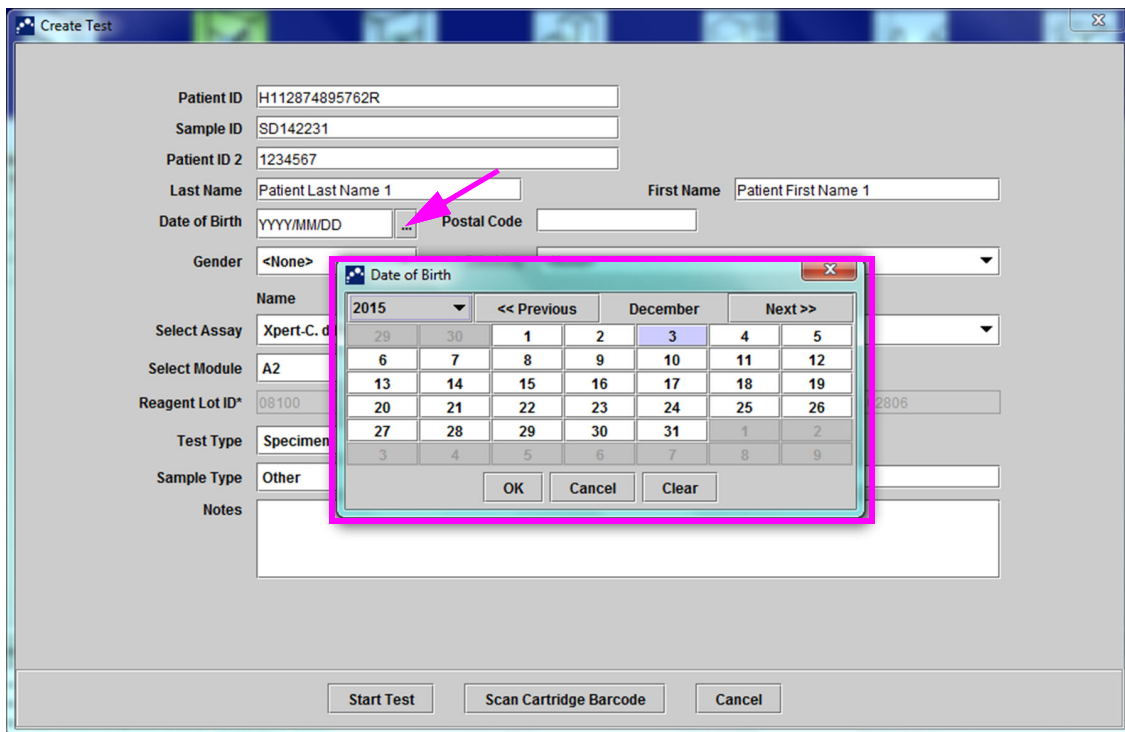 Create Test
Patient ID H112874895762R
Sample ID SD142231
Patient ID 2 1234567
Last Name Patient Last Name 1 First Name Patient First Name 1
Date of Birth YYYY/MM/DD ... Postal Code
Gender <None>
Date of Birth
2015 << Previous December Next >>
29 30 1 2 3 4 5
6 7 8 9 10 11 12
13 14 15 16 17 18 19
20 21 22 23 24 25 26
27 28 29 30 31 1 2
3 4 5 6 7 8 9
OK Cancel Clear
Name
Select Assay Xpert-C. d
Select Module A2
Reagent Lot ID* 08100 2806
Test Type Specimen
Sample Type Other
Notes
Start Test Scan Cartridge Barcode Cancel